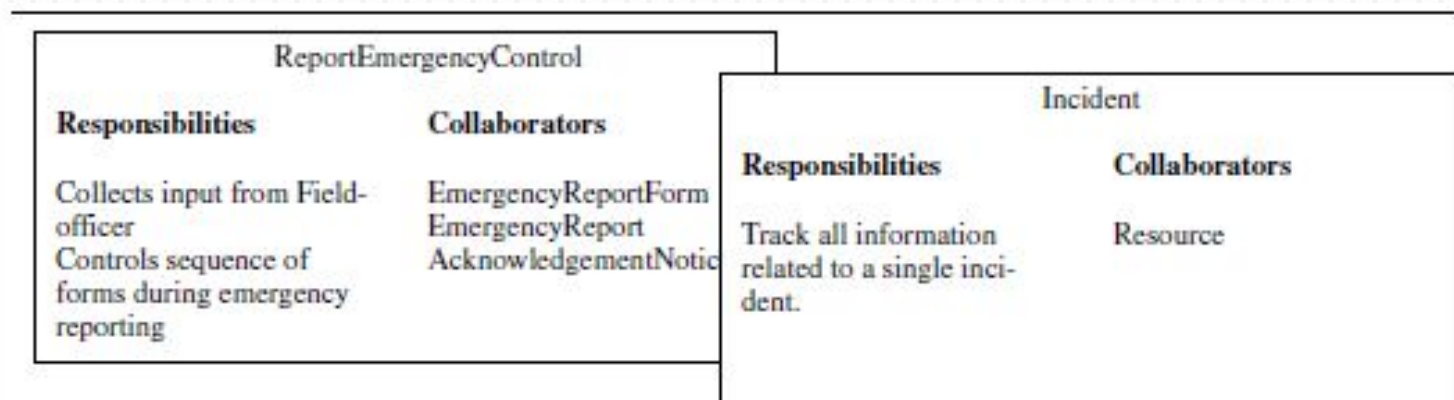 ReportEmergencyControl
Responsibilities
Collaborators
Collects input from Field-
officer
Controls sequence of
forms during emergency
reporting
EmergencyReportForm
EmergencyReport
AcknowledgementNotic
Incident
Responsibilities
Collaborators
Track all information
related to a single inci-
dent.
Resource